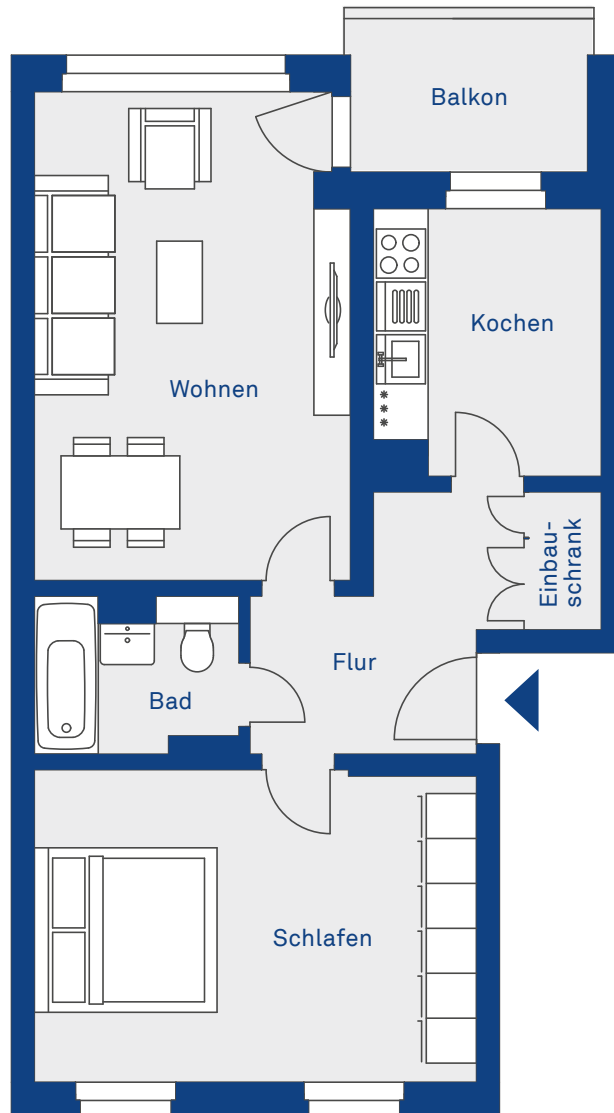 Balkon
Kochen
Wohnen
Einbau-
schrank
Flur
Bad
Schlafen